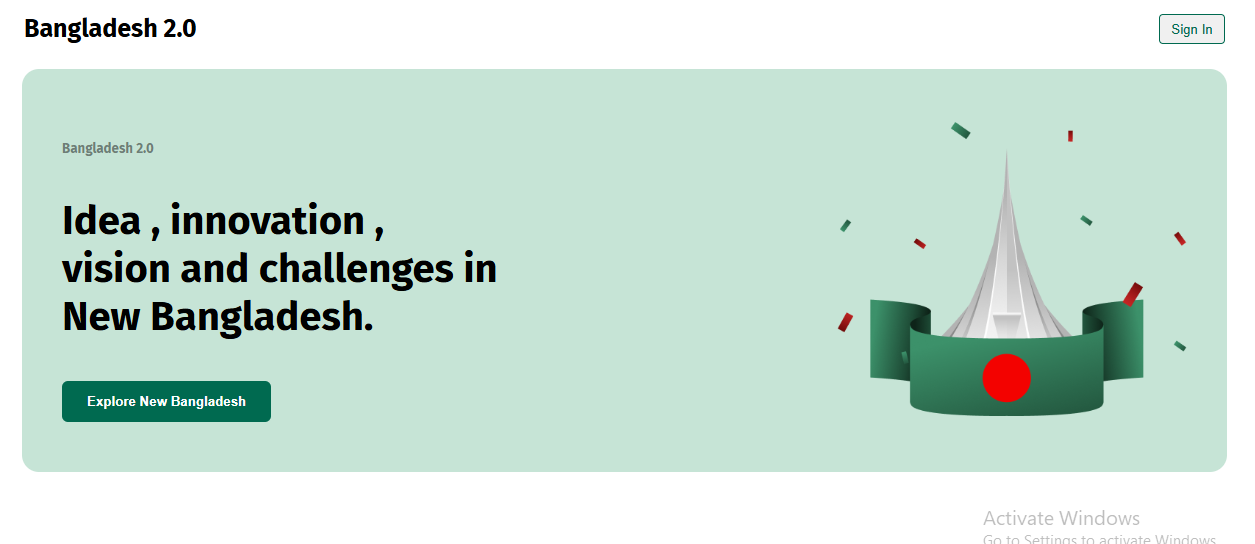 Bangladesh 2.0
Sign In
Bangladesh 2.0
Idea , innovation ,
vision and challenges in
New Bangladesh.
Explore New Bangladesh
Activate Windows
Go to Settings to activate Windows.